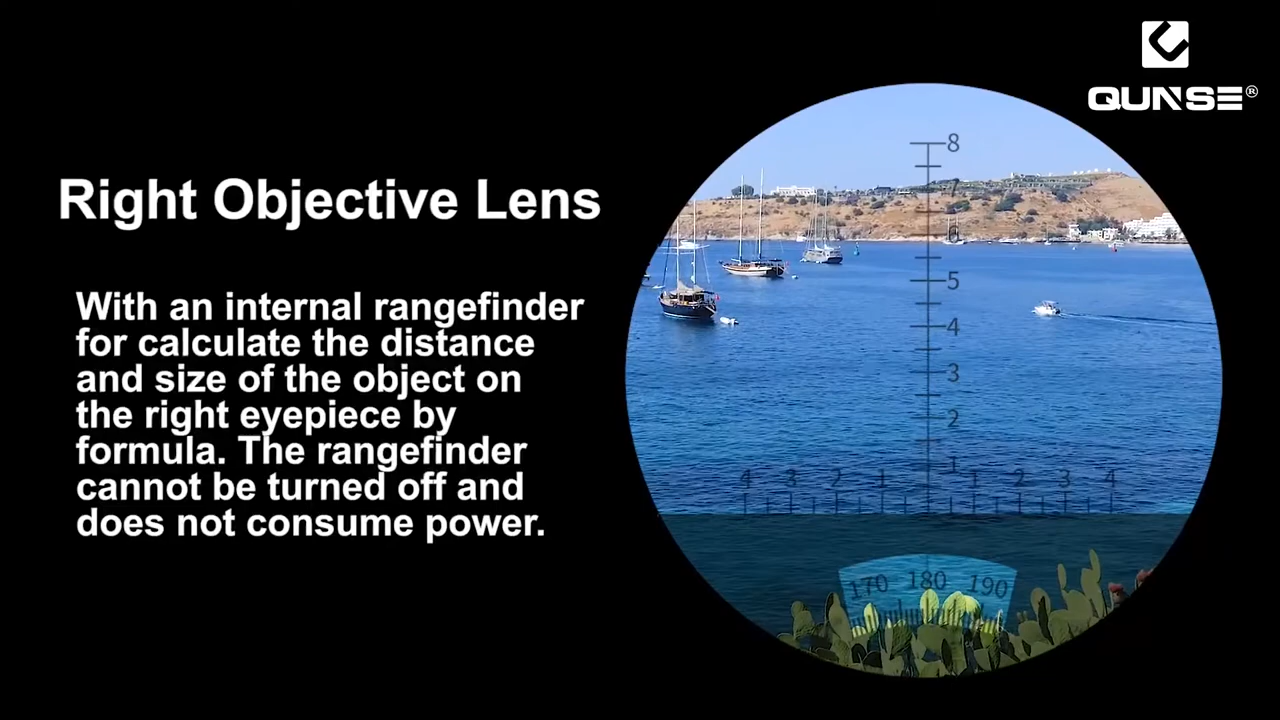 QUNSE®
Right Objective Lens
With an internal rangefinder
for calculate the distance
and size of the object on
the right eyepiece by
formula. The rangefinder
cannot be turned off and
does not consume power.
8
7
6
5
4
3
2
1
4 3 2 1 1 2 3 4
170 180 190